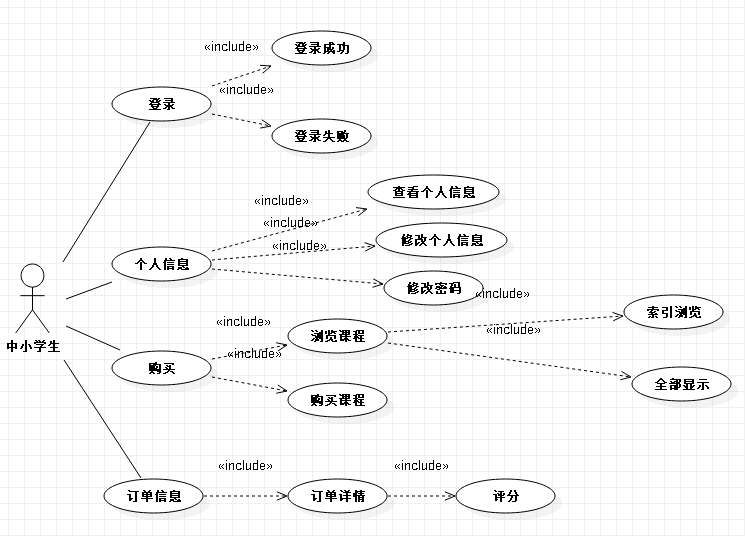 «include»
登录成功
«include»
登录
登录失败
«include»
查看个人信息
«include»
修改个人信息
«include»
个人信息
修改密码
«include»
中小学生
«include»
浏览课程
索引浏览
«include»
«include»
购买
全部显示
购买课程
«include»
«include»
订单信息
订单详情
评分